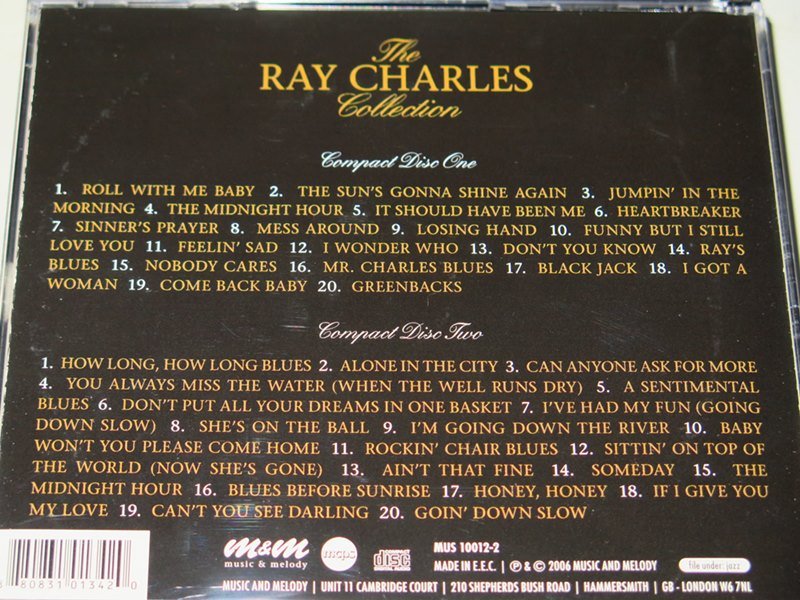 The
RAY CHARLES
Collection
Compact Disc One
1. ROLL WITH ME BABY 2. THE SUN'S GONNA SHINE AGAIN 3. JUMPIN' IN THE
MORNING 4. THE MIDNIGHT HOUR 5. IT SHOULD HAVE BEEN ME 6. HEARTBREAKER
7. SINNER'S PRAYER 8. MESS AROUND 9. LOSING HAND 10. FUNNY BUT I STILL
LOVE YOU 11. FEELIN' SAD 12. I WONDER WHO 13. DON'T YOU KNOW 14. RAY'S
BLUES 15. NOBODY CARES 16. MR. CHARLES BLUES 17. BLACK JACK 18. I GOT A
WOMAN 19. COME BACK BABY 20. GREENBACKS
Compact Disc Two
1. HOW LONG, HOW LONG BLUES 2. ALONE IN THE CITY 3. CAN ANYONE ASK FOR MORE
4. YOU ALWAYS MISS THE WATER (WHEN THE WELL RUNS DRY) 5. A SENTIMENTAL
BLUES 6. DON'T PUT ALL YOUR DREAMS IN ONE BASKET 7. I'VE HAD MY FUN (GOING
DOWN SLOW) 8. SHE'S ON THE BALL 9. I'M GOING DOWN THE RIVER 10. BABY
WON'T YOU PLEASE COME HOME 11. ROCKIN' CHAIR BLUES 12. SITTIN' ON TOP OF
THE WORLD (NOW SHE'S GONE) 13. AIN'T THAT FINE 14. SOMEDAY 15. THE
MIDNIGHT HOUR 16. BLUES BEFORE SUNRISE 17. HONEY, HONEY 18. IF I GIVE YOU
MY LOVE 19. CAN'T YOU SEE DARLING 20. GOIN' DOWN SLOW
m&m
music & melody
mcps
COMPACT
disc
DIGITAL AUDIO
MUS 10012-2
MADE IN E.E.C. | ℗ & © 2006 MUSIC AND MELODY
file under: jazz
80831 01342 0
MUSIC AND MELODY | UNIT 11 CAMBRIDGE COURT | 210 SHEPHERDS BUSH ROAD | HAMMERSMITH | GB - LONDON W6 7NL